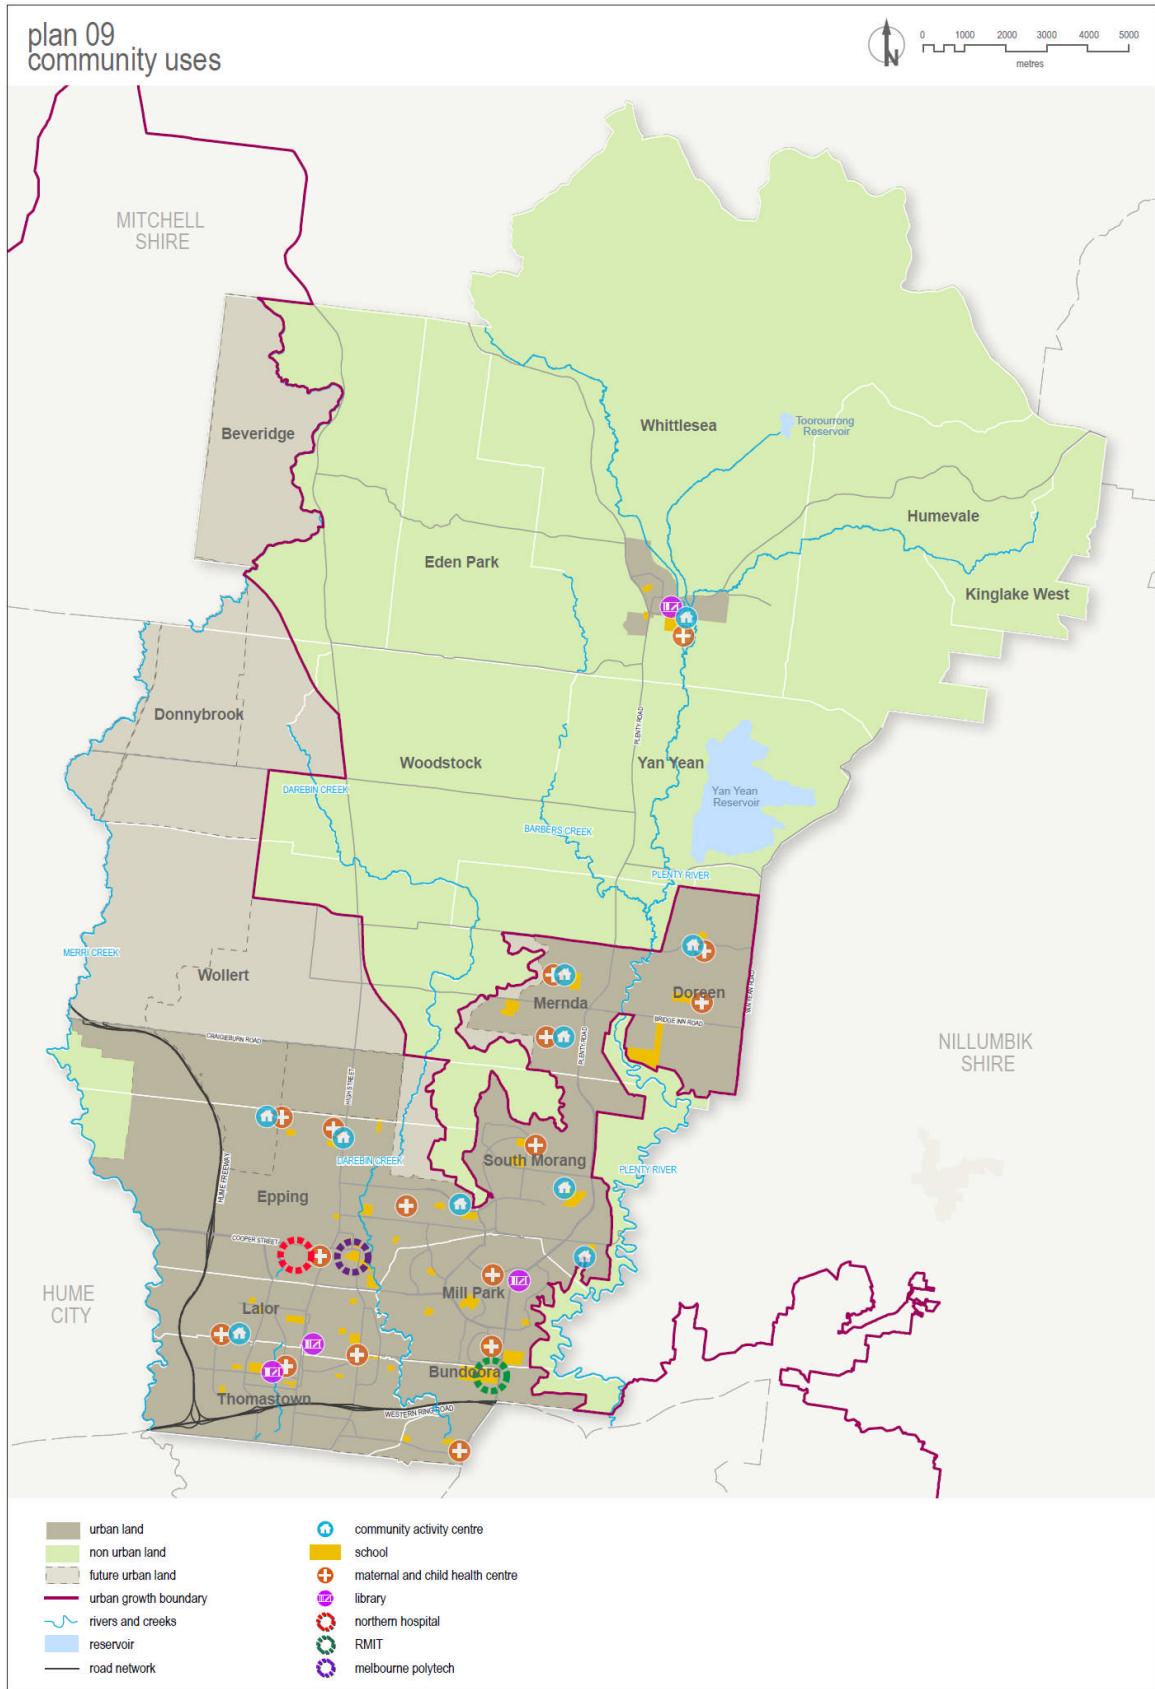 plan 09
community uses
N
0 1000 2000 3000 4000 5000
metres
MITCHELL
SHIRE
Beveridge
Whittlesea
Toorourrong
Reservoir
Humevale
Eden Park
Kinglake West
Donnybrook
PLENTY ROAD
Woodstock
Yan Yean
DAREBIN CREEK
Yan Yean
Reservoir
BARBERS CREEK
PLENTY RIVER
MERRI CREEK
Wollert
Doreen
YAN YEAN ROAD
Mernda
BRIDGE INN ROAD
CRAIGIEBURN ROAD
PLENTY ROAD
NILLUMBIK
SHIRE
HIGH STREET
DAREBIN CREEK
South Morang
PLENTY RIVER
HUME FREEWAY
Epping
COOPER STREET
HUME
CITY
Mill Park
Lalor
Bundoora
Thomastown
WESTERN RING ROAD
urban land
non urban land
future urban land
urban growth boundary
rivers and creeks
reservoir
road network
community activity centre
school
maternal and child health centre
library
northern hospital
RMIT
melbourne polytech